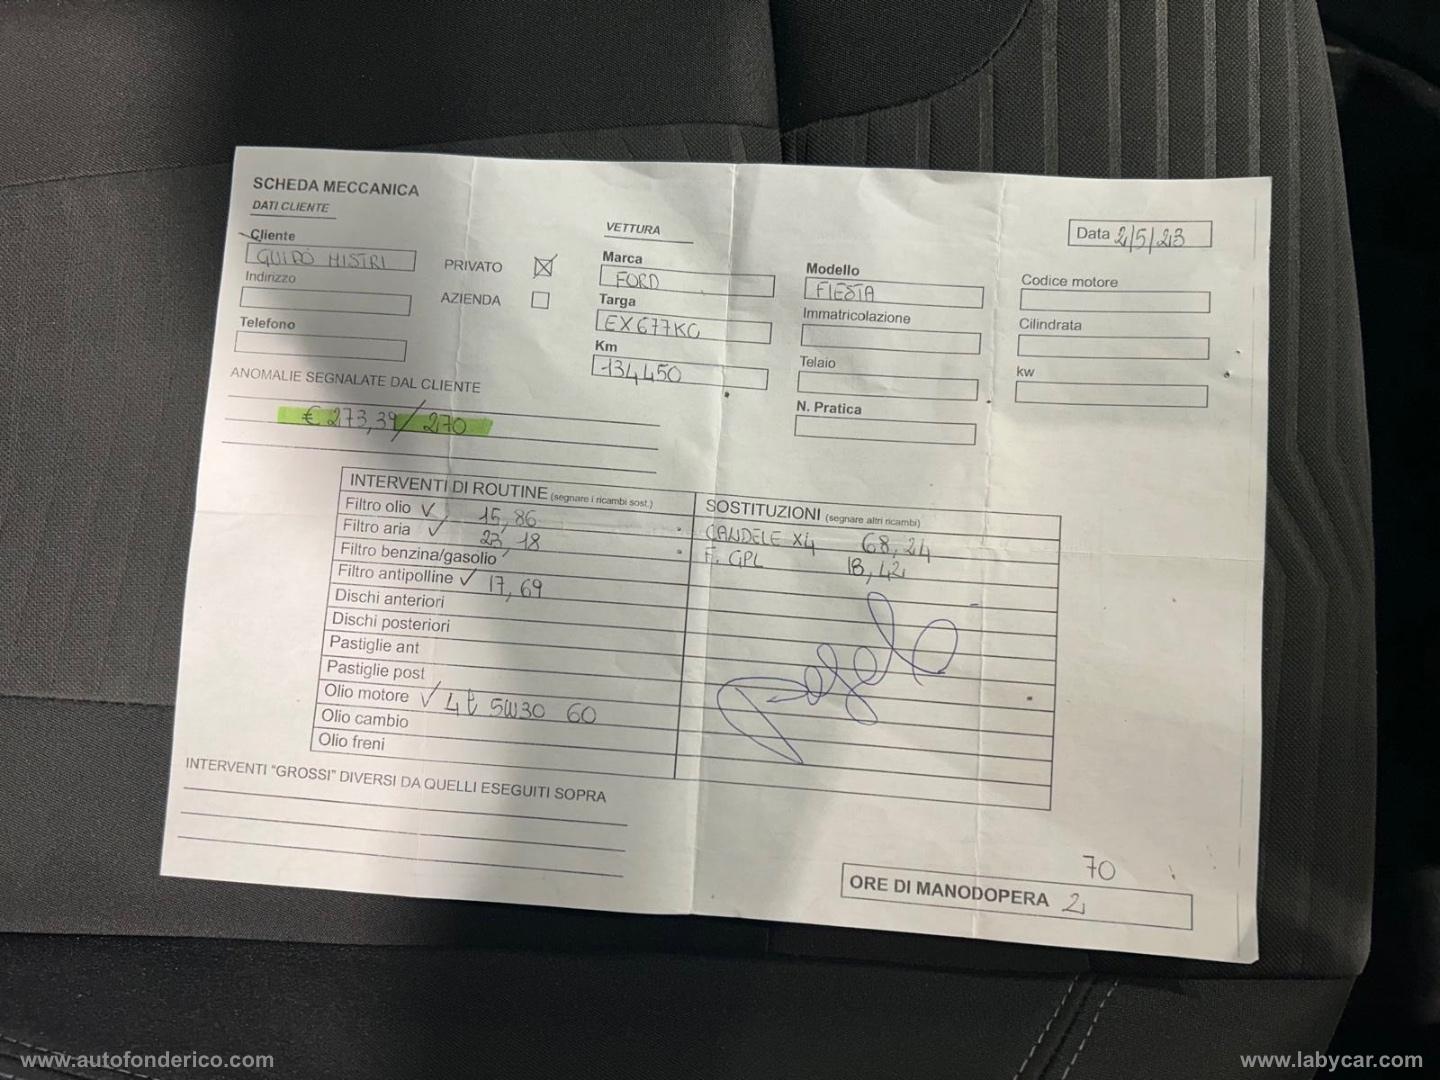 SCHEDA MECCANICA
DATI CLIENTE
Cliente
GUIDO MISTRI
Indirizzo
Telefono
PRIVATO
AZIENDA
VETTURA
Marca
FORD
Targa
EX677KG
Km
134450
Modello
FIESTA
Immatricolazione
Telaio
N. Pratica
Data 2/5/23
Codice motore
Cilindrata
kw
ANOMALIE SEGNALATE DAL CLIENTE
€ 273,39/270
INTERVENTI DI ROUTINE (segnare i ricambi sost.)
Filtro olio ✓ 15,86
Filtro aria ✓ 23,18
Filtro benzina/gasolio
Filtro antipolline ✓ 17,69
Dischi anteriori
Dischi posteriori
Pastiglie ant
Pastiglie post
Olio motore ✓ 4l 5W30 60
Olio cambio
Olio freni
SOSTITUZIONI (segnare altri ricambi)
CANDELE X4 68,24
F. GPL 18,42
INTERVENTI “GROSSI” DIVERSI DA QUELLI ESEGUITI SOPRA
70
ORE DI MANODOPERA 2
www.autofonderico.com
www.labycar.com